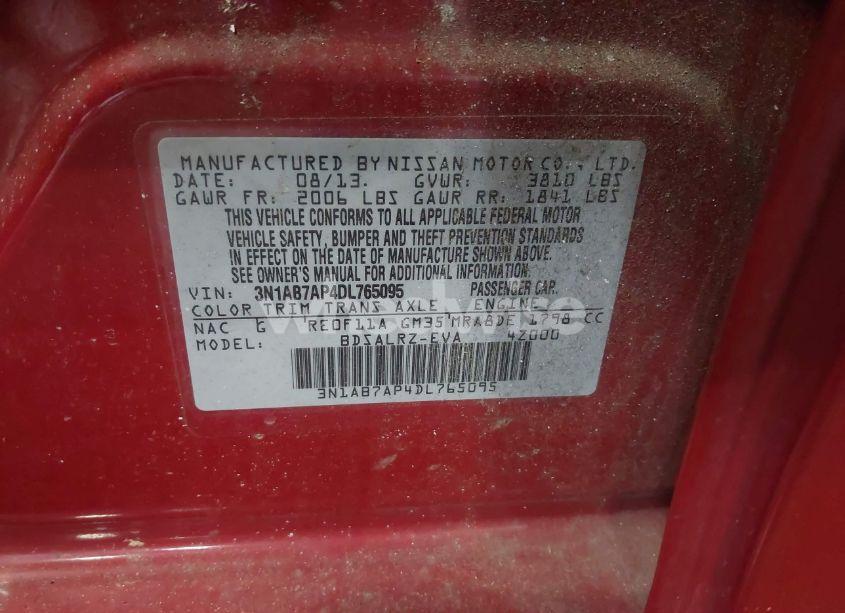 MANUFACTURED BY NISSAN MOTOR CO., LTD.
DATE: 08/13. GVWR: 3810 LBS
GAWR FR: 2006 LBS GAWR RR: 1841 LBS
THIS VEHICLE CONFORMS TO ALL APPLICABLE FEDERAL MOTOR
VEHICLE SAFETY, BUMPER AND THEFT PREVENTION STANDARDS
IN EFFECT ON THE DATE OF MANUFACTURE SHOWN ABOVE.
SEE OWNER'S MANUAL FOR ADDITIONAL INFORMATION
VIN: 3N1AB7AP4DL765095 PASSENGER CAR.
COLOR TRIM TRANS AXLE ENGINE
NAC G RE0F11A GM35 MRA8DE 1798 CC
MODEL: BDSALRZ-EVA 4Z000
3N1AB7AP4DL765095